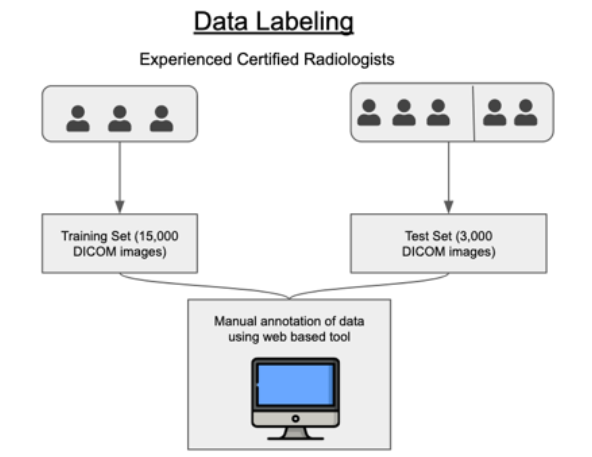 Data Labeling
Experienced Certified Radiologists
Training Set (15,000
DICOM images)
Test Set (3,000
DICOM images)
Manual annotation of data
using web based tool